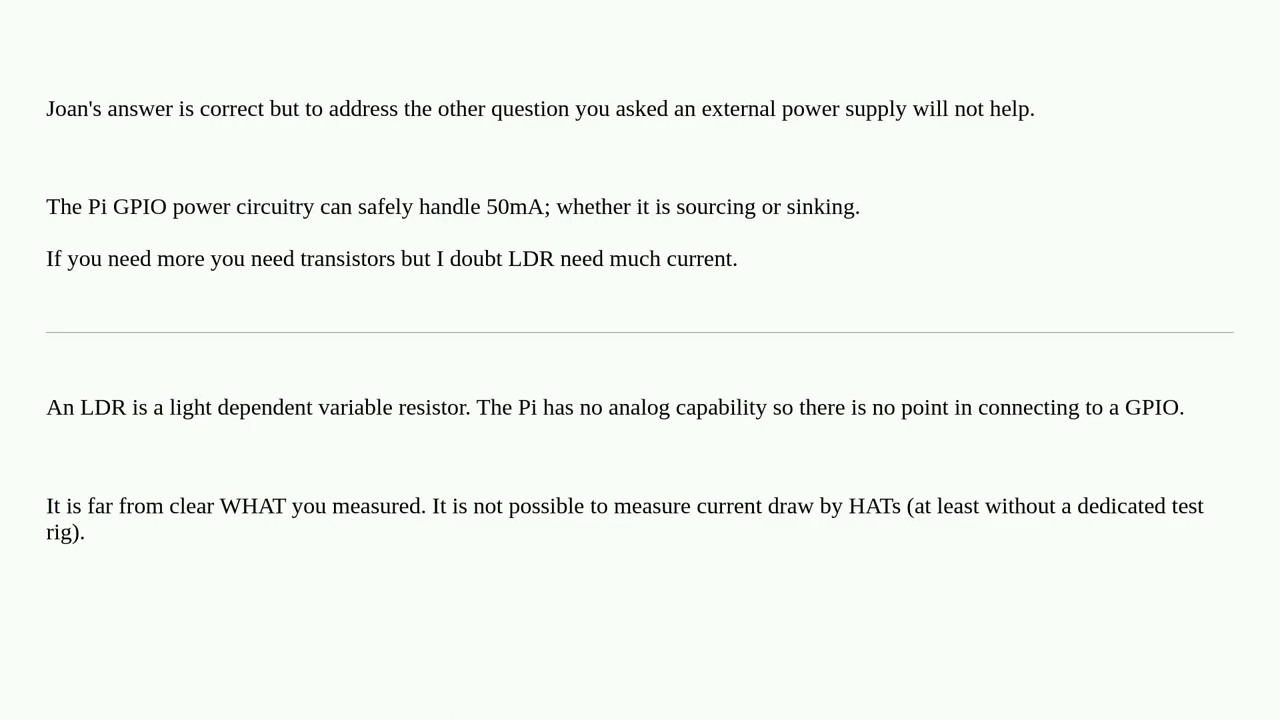 Joan's answer is correct but to address the other question you asked an external power supply will not help.
The Pi GPIO power circuitry can safely handle 50mA; whether it is sourcing or sinking.
If you need more you need transistors but I doubt LDR need much current.
An LDR is a light dependent variable resistor. The Pi has no analog capability so there is no point in connecting to a GPIO.
It is far from clear WHAT you measured. It is not possible to measure current draw by HATs (at least without a dedicated test
rig).